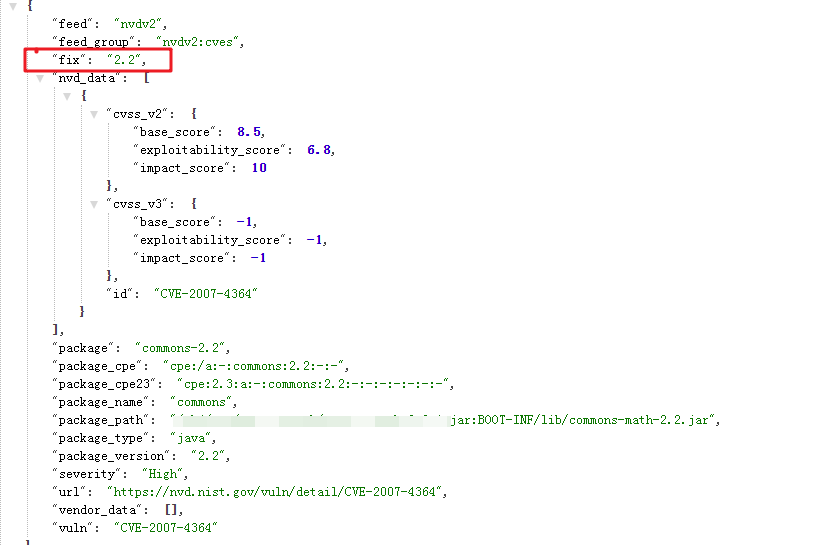 {
"feed": "nvdv2",
"feed_group": "nvdv2:cves",
"fix": "2.2",
"nvd_data": [
{
"cvss_v2": {
"base_score": 8.5,
"exploitability_score": 6.8,
"impact_score": 10
},
"cvss_v3": {
"base_score": -1,
"exploitability_score": -1,
"impact_score": -1
},
"id": "CVE-2007-4364"
}
],
"package": "commons-2.2",
"package_cpe": "cpe:/a:-:commons:2.2:-:-",
"package_cpe23": "cpe:2.3:a:-:commons:2.2:-:-:-:-:-:-:-",
"package_name": "commons",
"package_path": "jar:BOOT-INF/lib/commons-math-2.2.jar",
"package_type": "java",
"package_version": "2.2",
"severity": "High",
"url": "https://nvd.nist.gov/vuln/detail/CVE-2007-4364",
"vendor_data": [],
"vuln": "CVE-2007-4364"